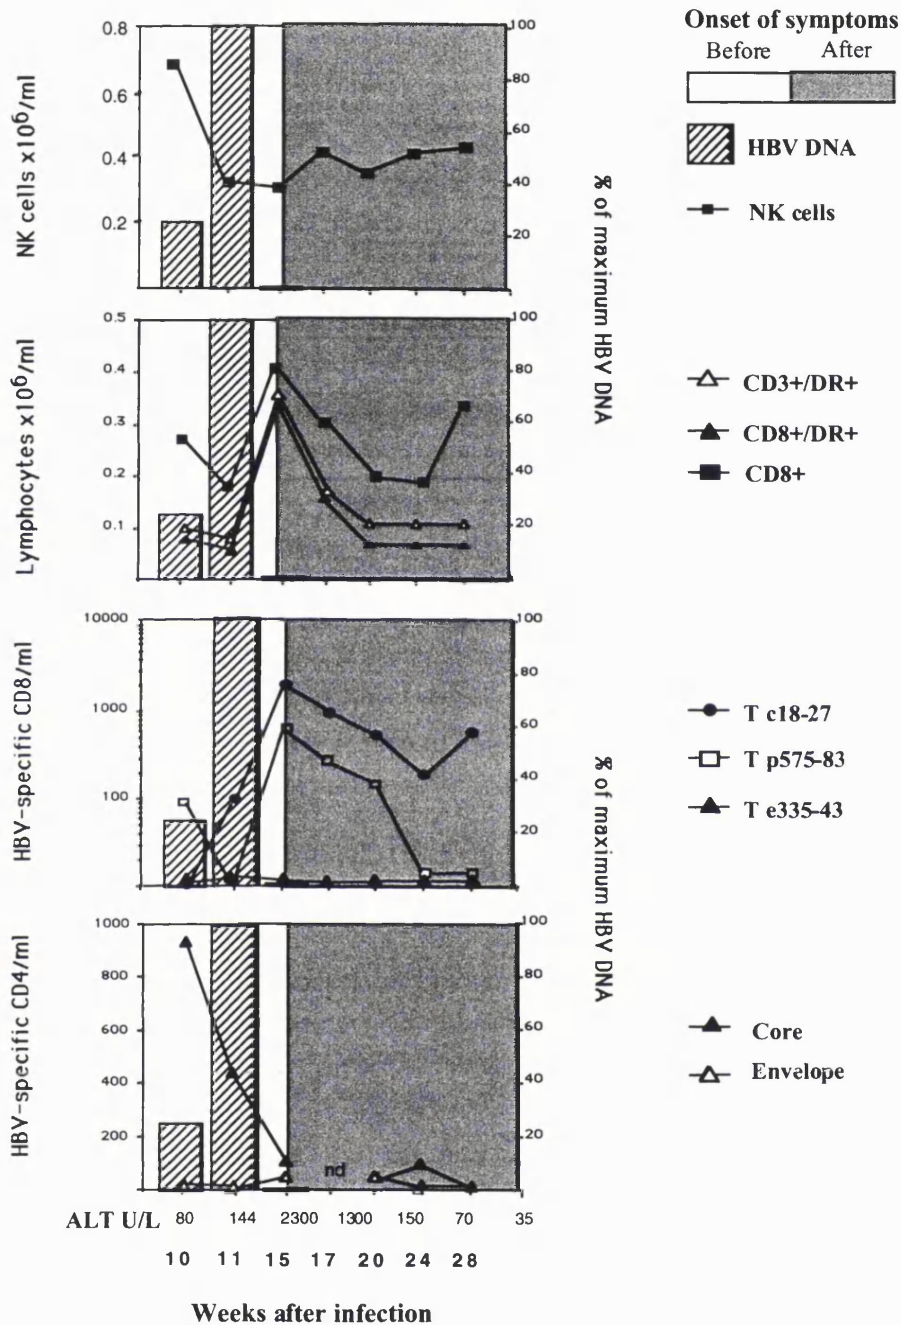 Onset of symptoms
Before After
HBV DNA
NK cells
NK cells x10⁶/ml
0.8
0.6
0.4
0.2
100
80
60
40
20
% of maximum HBV DNA
Lymphocytes x10⁶/ml
0.5
0.4
0.3
0.2
0.1
100
80
60
40
20
CD3+/DR+
CD8+/DR+
CD8+
HBV-specific CD8/ml
10000
1000
100
100
80
60
40
20
% of maximum HBV DNA
T c18-27
T p575-83
T e335-43
HBV-specific CD4/ml
1000
800
600
400
200
100
80
60
40
20
nd
Core
Envelope
ALT U/L 80 144 2300 1300 150 70 35
10 11 15 17 20 24 28
Weeks after infection